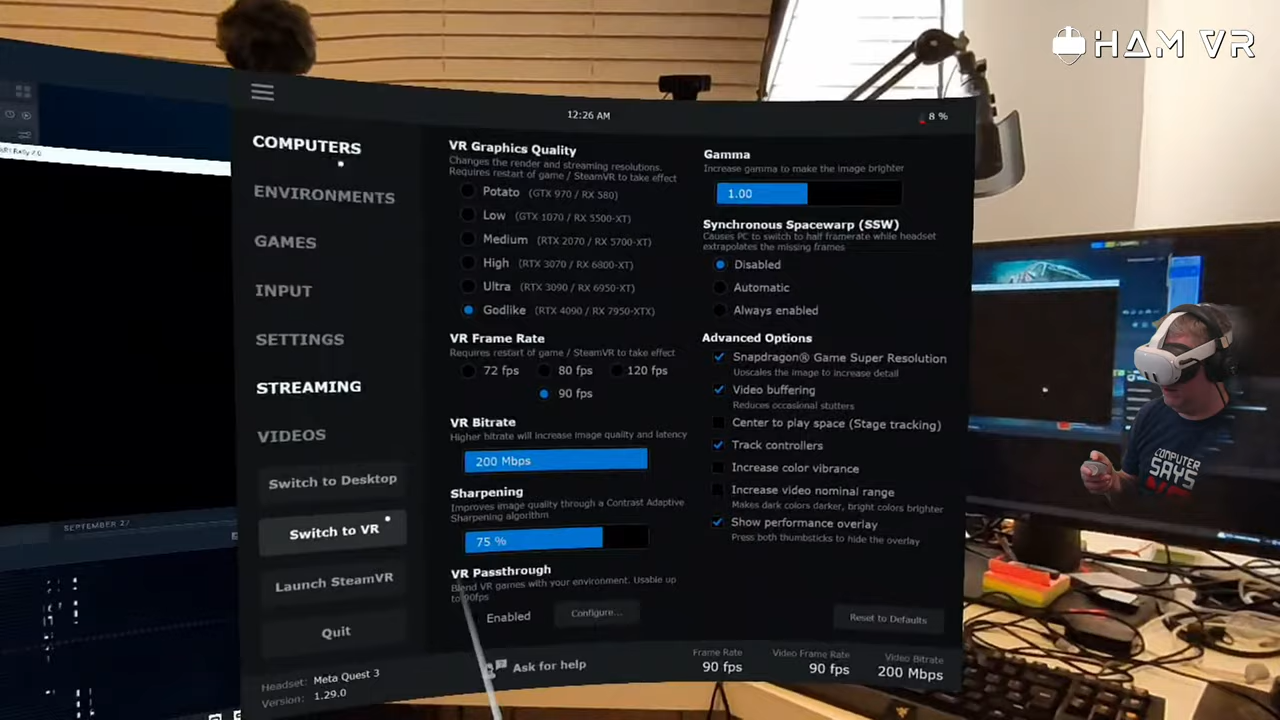 HAM VR
12:26 AM
8 %
COMPUTERS
ENVIRONMENTS
GAMES
INPUT
SETTINGS
STREAMING
VIDEOS
Switch to Desktop
Switch to VR
Launch SteamVR
Quit
Headset: Meta Quest 3
Version: 1.29.0
VR Graphics Quality
Changes the render and streaming resolutions.
Requires restart of game / SteamVR to take effect
Potato (GTX 970 / RX 580)
Low (GTX 1070 / RX 5500-XT)
Medium (RTX 2070 / RX 5700-XT)
High (RTX 3070 / RX 6800-XT)
Ultra (RTX 3090 / RX 6950-XT)
Godlike (RTX 4090 / RX 7950-XTX)
VR Frame Rate
Requires restart of game / SteamVR to take effect
72 fps 80 fps 120 fps
90 fps
VR Bitrate
Higher bitrate will increase image quality and latency
200 Mbps
Sharpening
Improves image quality through a Contrast Adaptive
Sharpening algorithm
75 %
VR Passthrough
Blend VR games with your environment. Usable up
to 90fps
Enabled
Configure...
Gamma
Increase gamma to make the image brighter
1.00
Synchronous Spacewarp (SSW)
Causes PC to switch to half framerate while headset
extrapolates the missing frames
Disabled
Automatic
Always enabled
Advanced Options
Snapdragon® Game Super Resolution
Upscales the image to increase detail
Video buffering
Reduces occasional stutters
Center to play space (Stage tracking)
Track controllers
Increase color vibrance
Increase video nominal range
Makes dark colors darker, bright colors brighter
Show performance overlay
Press both thumbsticks to hide the overlay
Reset to Defaults
Ask for help
Frame Rate
90 fps
Video Frame Rate
90 fps
Video Bitrate
200 Mbps
SEPTEMBER 27
COMPUTER
SAYS